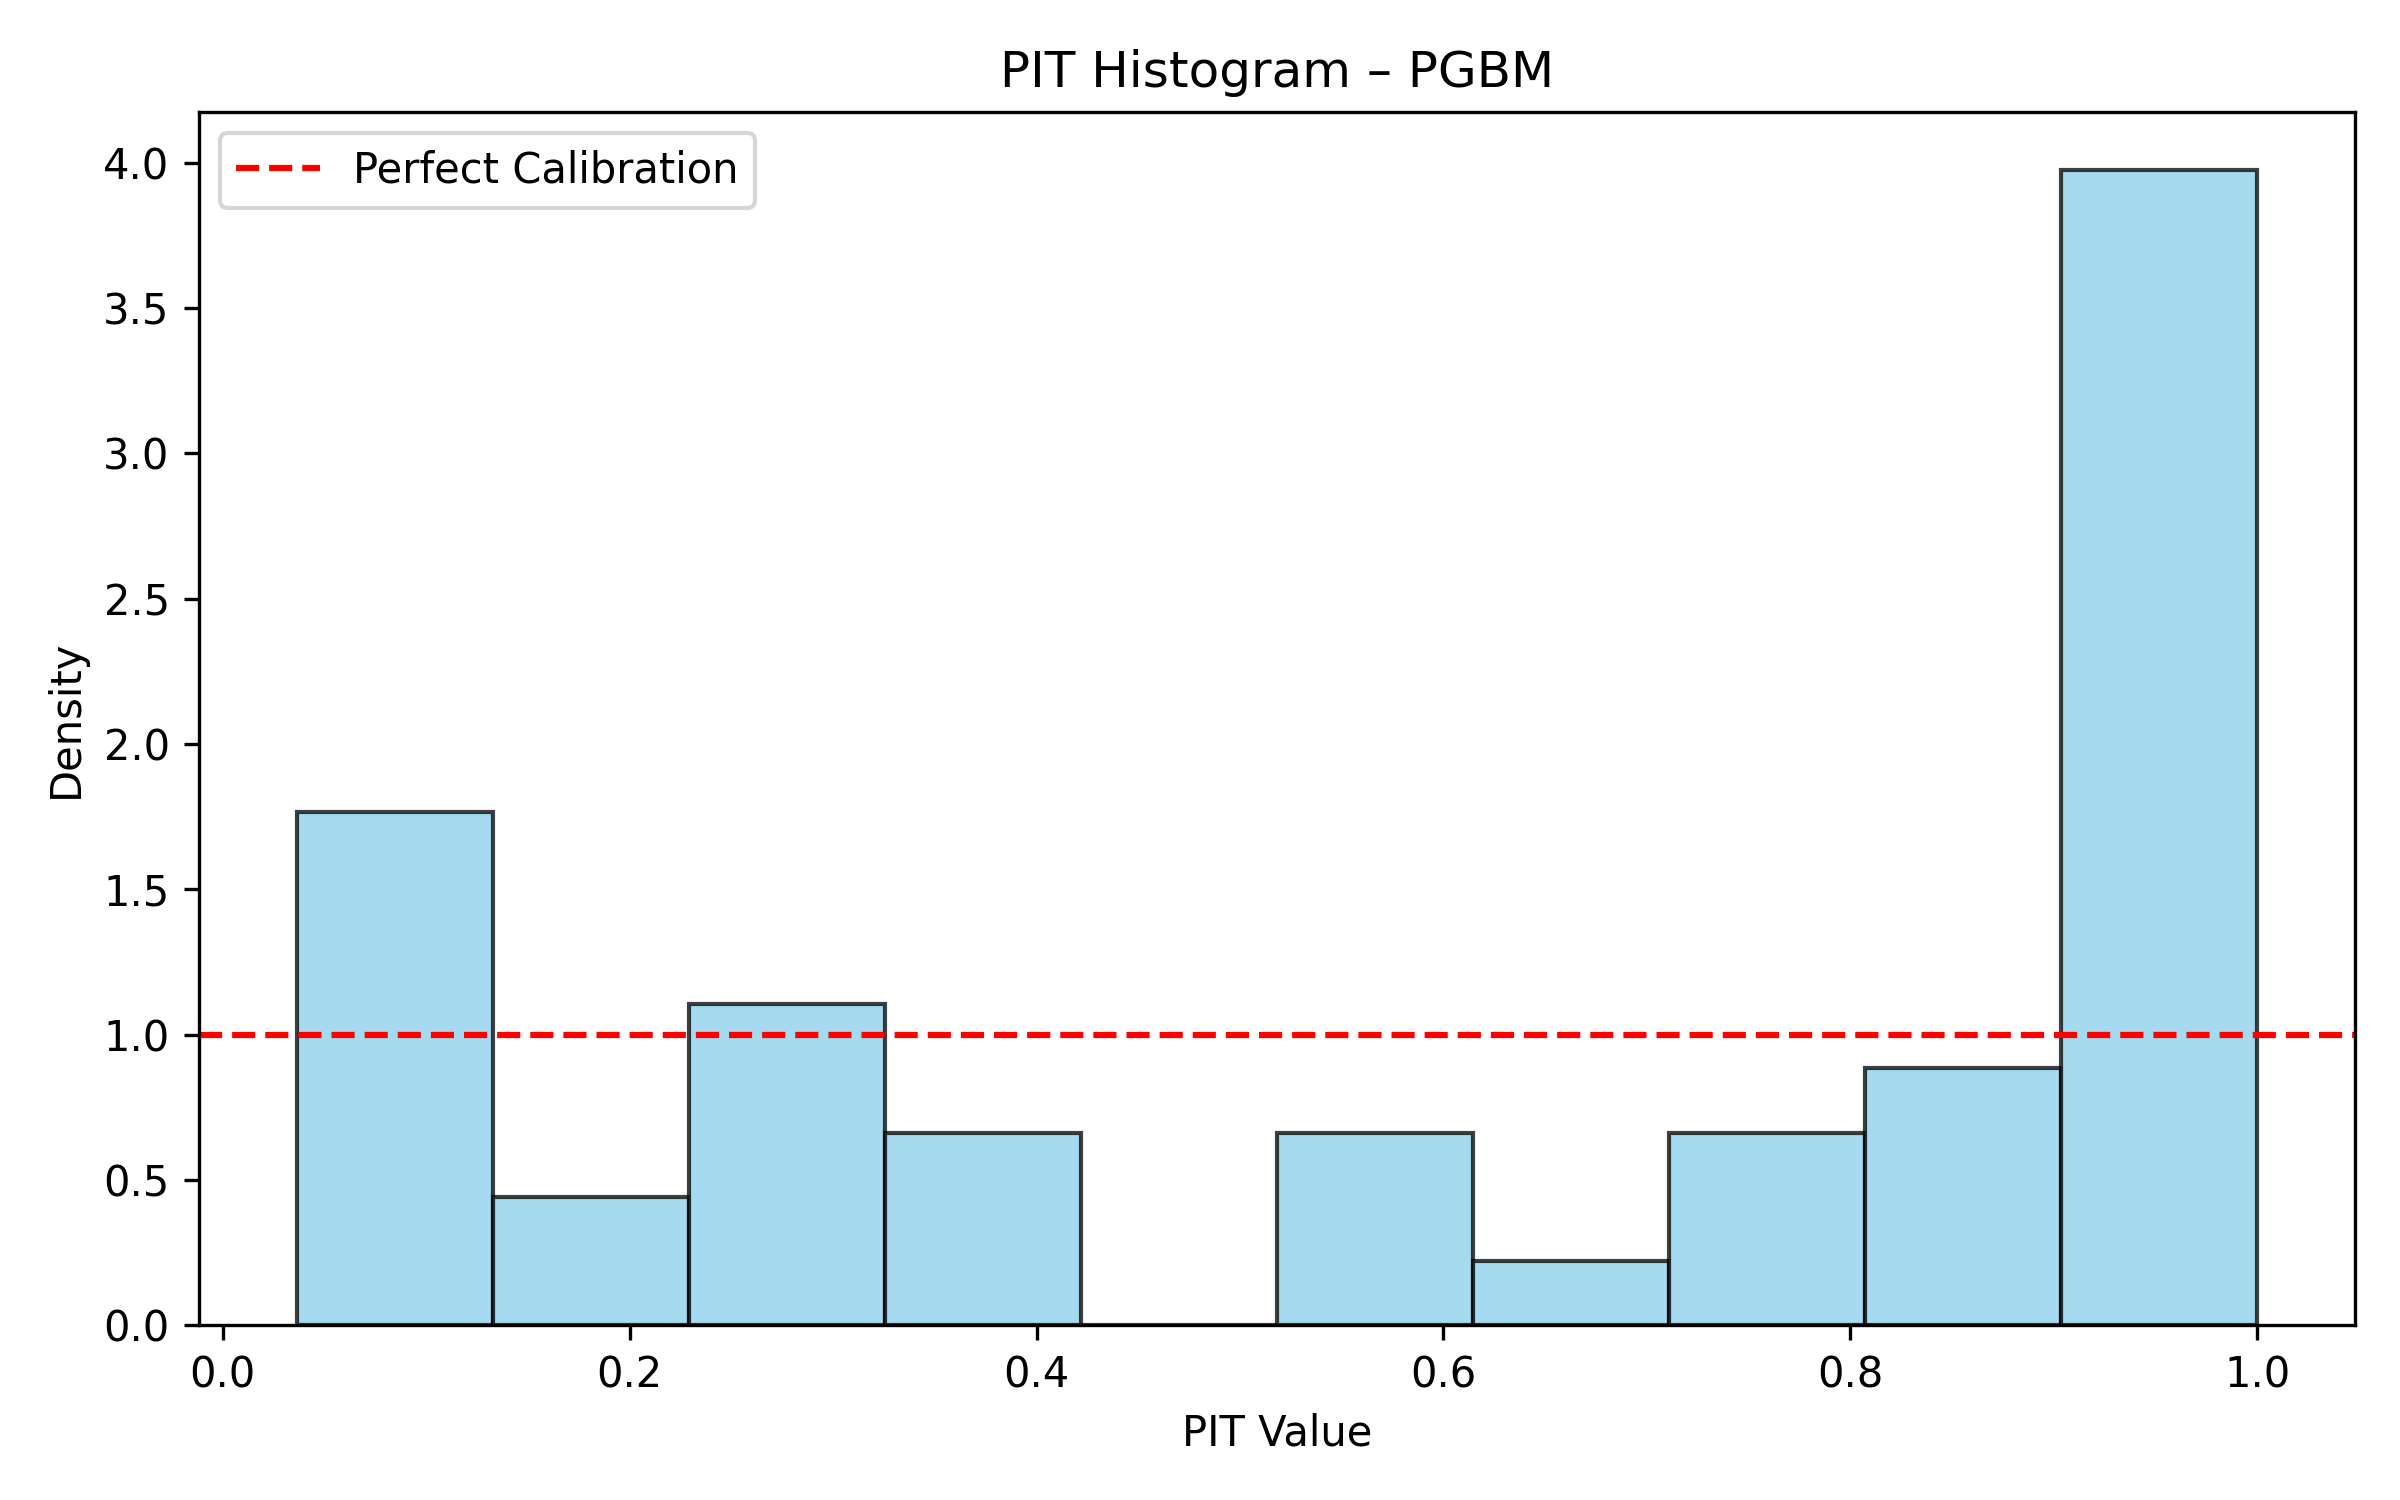 PIT Histogram – PGBM
Perfect Calibration
4.0
3.5
3.0
2.5
2.0
1.5
1.0
0.5
0.0
Density
0.0 0.2 0.4 0.6 0.8 1.0
PIT Value